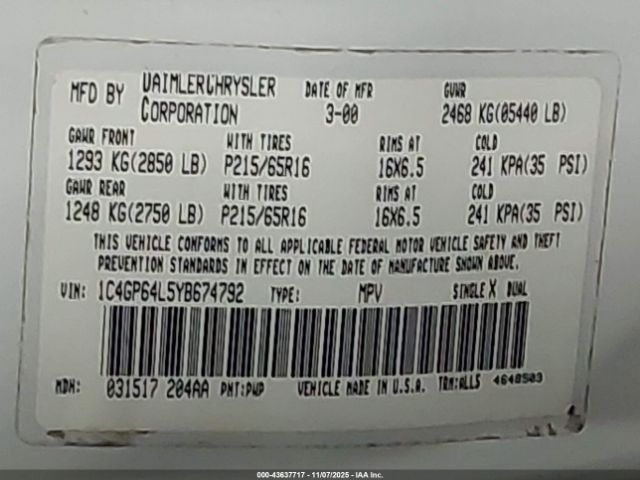 MFD BY DAIMLERCHRYSLER CORPORATION DATE OF MFR 3-00 GVWR 2468 KG(05440 LB)
GAWR FRONT WITH TIRES RIMS AT COLD
1293 KG(2850 LB) P215/65R16 16X6.5 241 KPA(35 PSI)
GAWR REAR WITH TIRES RIMS AT COLD
1248 KG(2750 LB) P215/65R16 16X6.5 241 KPA(35 PSI)
THIS VEHICLE CONFORMS TO ALL APPLICABLE FEDERAL MOTOR VEHICLE SAFETY AND THEFT
PREVENTION STANDARDS IN EFFECT ON THE DATE OF MANUFACTURE SHOWN ABOVE.
VIN: 1C4GP64L5YB674792 TYPE: MPV SINGLE X DUAL
MDH: 031517 204AA PNT:PWP VEHICLE MADE IN U.S.A. TRM:ALLS 4648503
000-43637717 - 11/07/2025 - IAA Inc.